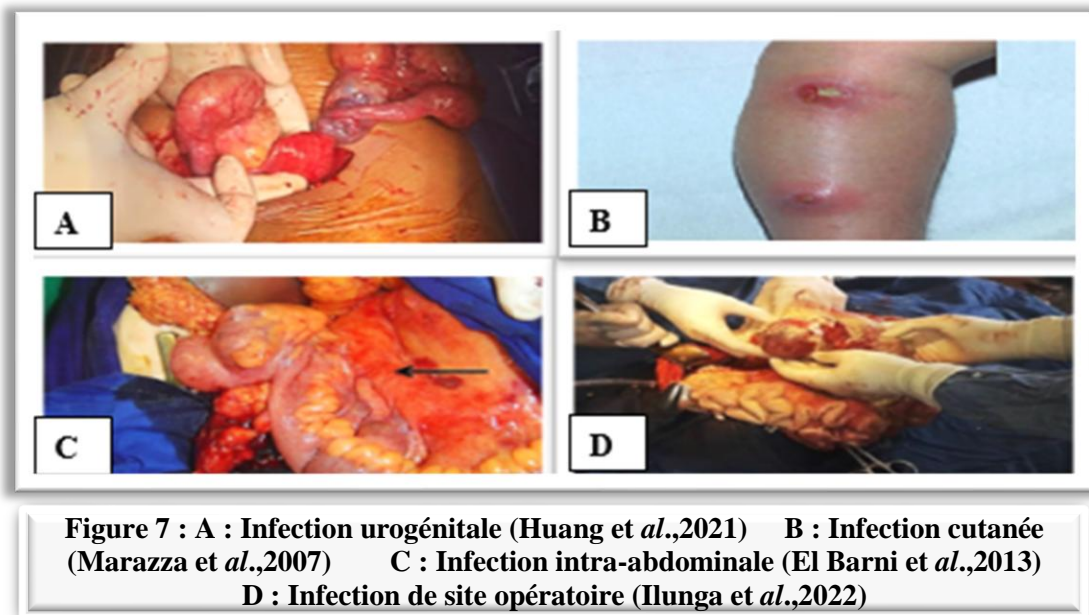 A
B
C
D
Figure 7 : A : Infection urogénitale (Huang et al.,2021) B : Infection cutanée
(Marazza et al.,2007) C : Infection intra-abdominale (El Barni et al.,2013)
D : Infection de site opératoire (Ilunga et al.,2022)